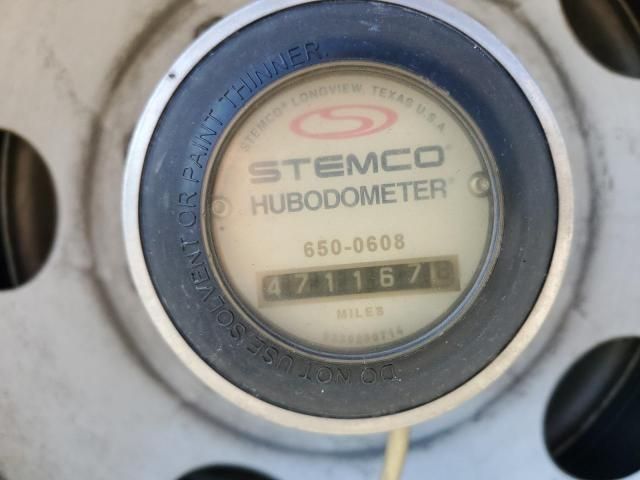 DO NOT USE SOLVENT OR PAINT THINNER.
STEMCO® LONGVIEW, TEXAS U.S.A.
STEMCO®
HUBODOMETER®
650-0608
471167
MILES